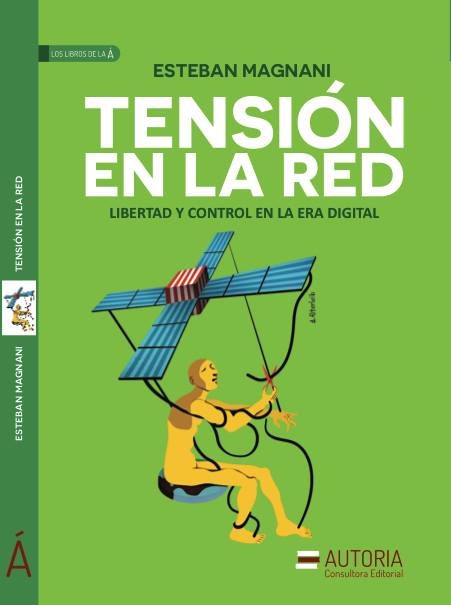 LOS LIBROS DE LA Á
ESTEBAN MAGNANI
TENSIÓN
EN LA RED
LIBERTAD Y CONTROL EN LA ERA DIGITAL
AUTORIA
Consultora Editorial
TENSIÓN EN LA RED
ESTEBAN MAGNANI
Á